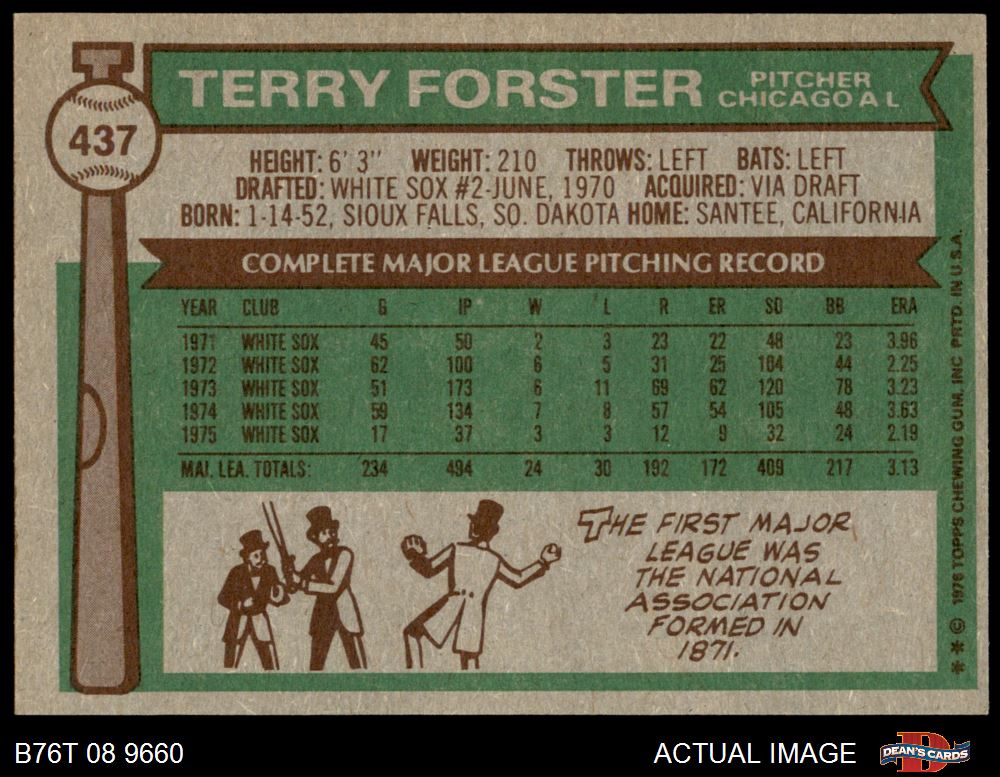 437
TERRY FORSTER PITCHER
CHICAGO A L
HEIGHT: 6' 3" WEIGHT: 210 THROWS: LEFT BATS: LEFT
DRAFTED: WHITE SOX #2-JUNE, 1970 ACQUIRED: VIA DRAFT
BORN: 1-14-52, SIOUX FALLS, SO. DAKOTA HOME: SANTEE, CALIFORNIA
COMPLETE MAJOR LEAGUE PITCHING RECORD
YEAR CLUB G IP W L R ER SO BB ERA
1971 WHITE SOX 45 50 2 3 23 22 48 23 3.96
1972 WHITE SOX 62 100 6 5 31 25 104 44 2.25
1973 WHITE SOX 51 173 6 11 69 62 120 78 3.23
1974 WHITE SOX 59 134 7 8 57 54 105 48 3.63
1975 WHITE SOX 17 37 3 3 12 9 32 24 2.19
MAJ. LEA. TOTALS: 234 494 24 30 192 172 409 217 3.13
THE FIRST MAJOR
LEAGUE WAS
THE NATIONAL
ASSOCIATION
FORMED IN
1871.
* * © 1976 TOPPS CHEWING GUM, INC. PRTD. IN U.S.A.
B76T 08 9660 ACTUAL IMAGE DEAN'S CARDS